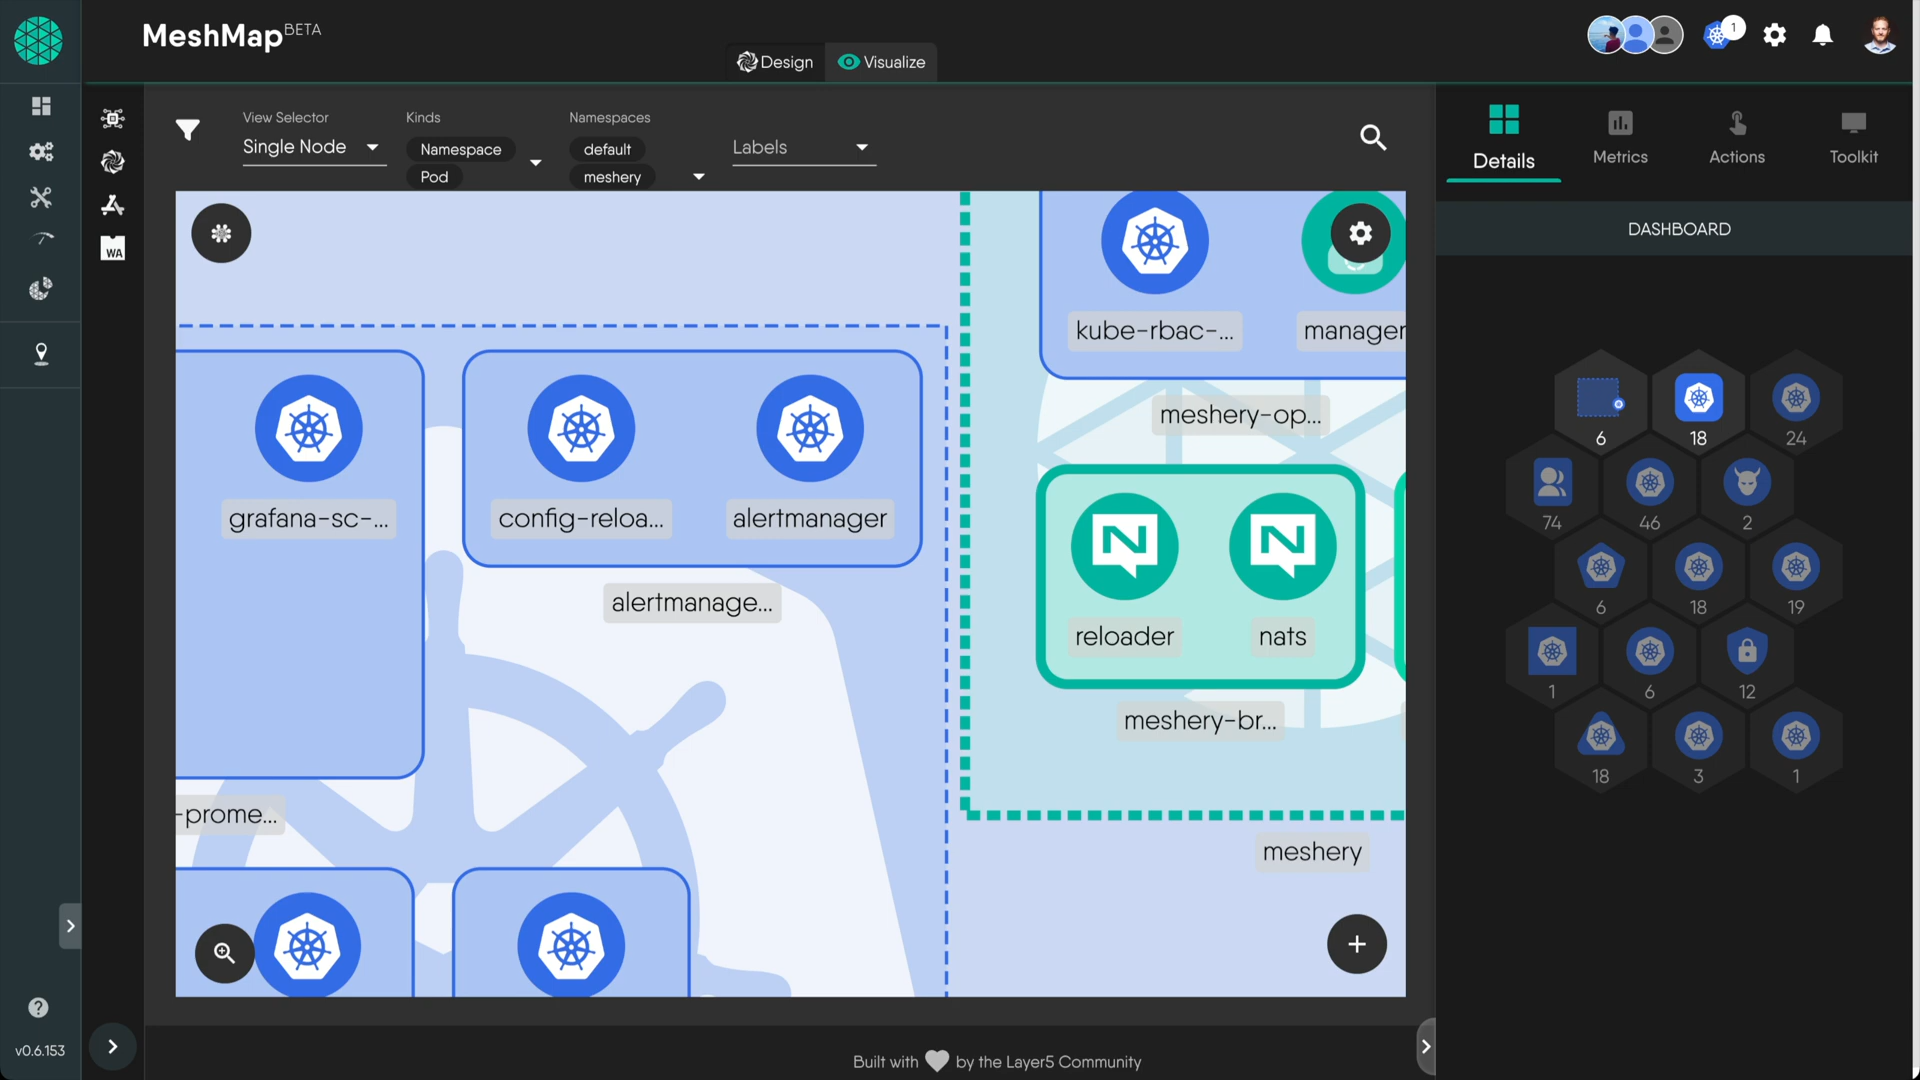 MeshMap BETA
Design
Visualize
1
View Selector
Single Node
Kinds
Namespace
Pod
Namespaces
default
meshery
Labels
Details
Metrics
Actions
Toolkit
DASHBOARD
WA
kube-rbac-...
manager
meshery-op...
grafana-sc-...
config-reloa...
alertmanager
alertmanage...
reloader
nats
meshery-br...
-prome...
meshery
6
18
24
74
46
2
6
18
19
1
6
12
18
3
1
v0.6.153
Built with by the Layer5 Community